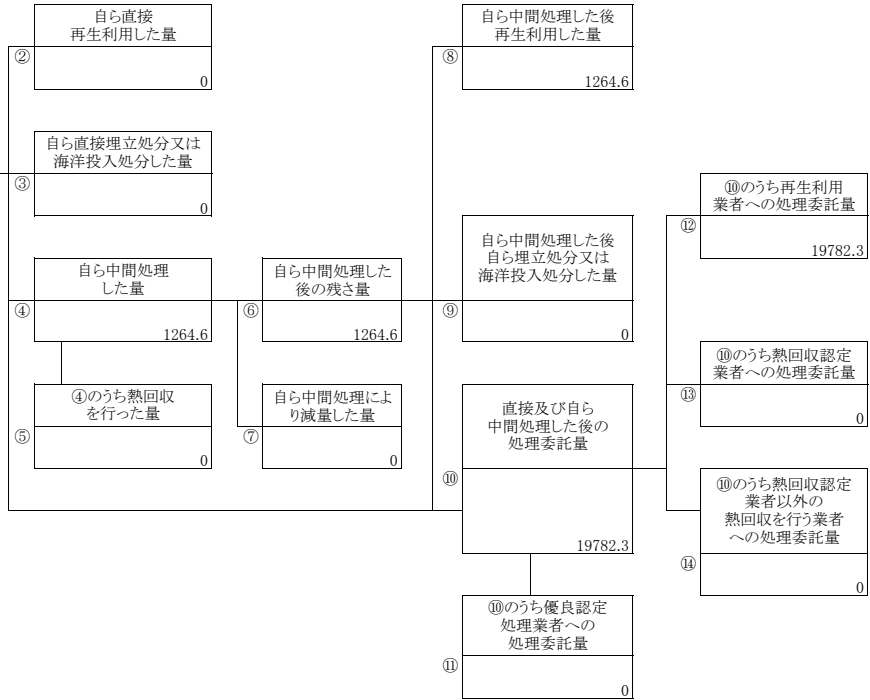 自ら直接
再生利用した量
②
0
自ら直接埋立処分又は
海洋投入処分した量
③
0
自ら中間処理
した量
④
1264.6
④のうち熱回収
を行った量
⑤
0
自ら中間処理した
後の残さ量
⑥
1264.6
自ら中間処理によ
り減量した量
⑦
0
自ら中間処理した後
再生利用した量
⑧
1264.6
自ら中間処理した後
自ら埋立処分又は
海洋投入処分した量
⑨
0
直接及び自ら
中間処理した後の
処理委託量
⑩
19782.3
⑩のうち優良認定
処理業者への
処理委託量
⑪
0
⑩のうち再生利用
業者への処理委託量
⑫
19782.3
⑩のうち熱回収認定
業者への処理委託量
⑬
0
⑩のうち熱回収認定
業者以外の
熱回収を行う業者
への処理委託量
⑭
0